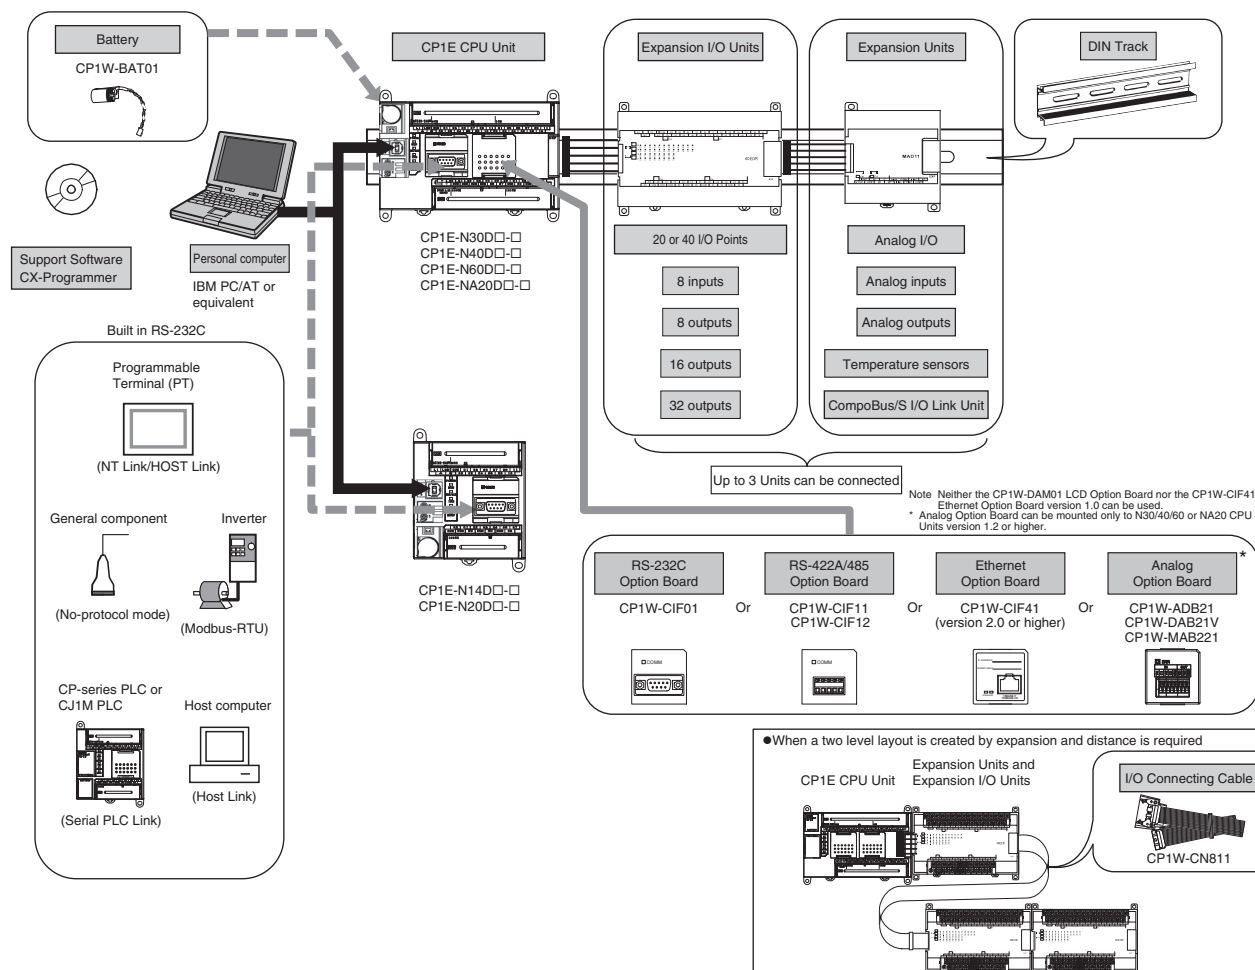 Battery
CP1W-BAT01
CP1E CPU Unit
Expansion I/O Units
Expansion Units
DIN Track
MAD11
Support Software
CX-Programmer
Personal computer
IBM PC/AT or
equivalent
CP1E-N30D□-□
CP1E-N40D□-□
CP1E-N60D□-□
CP1E-NA20D□-□
20 or 40 I/O Points
8 inputs
8 outputs
16 outputs
32 outputs
Analog I/O
Analog inputs
Analog outputs
Temperature sensors
CompoBus/S I/O Link Unit
Up to 3 Units can be connected
Built in RS-232C
Programmable
Terminal (PT)
(NT Link/HOST Link)
General component
Inverter
(No-protocol mode)
(Modbus-RTU)
CP-series PLC or
CJ1M PLC
Host computer
(Serial PLC Link)
(Host Link)
CP1E-N14D□-□
CP1E-N20D□-□
Note Neither the CP1W-DAM01 LCD Option Board nor the CP1W-CIF41
Ethernet Option Board version 1.0 can be used.
* Analog Option Board can be mounted only to N30/40/60 or NA20 CPU
Units version 1.2 or higher.
RS-232C
Option Board
CP1W-CIF01
Or
RS-422A/485
Option Board
CP1W-CIF11
CP1W-CIF12
Or
Ethernet
Option Board
CP1W-CIF41
(version 2.0 or higher)
Or
Analog
Option Board
*
CP1W-ADB21
CP1W-DAB21V
CP1W-MAB221
COMM
COMM
●When a two level layout is created by expansion and distance is required
CP1E CPU Unit
Expansion Units and
Expansion I/O Units
I/O Connecting Cable
CP1W-CN811